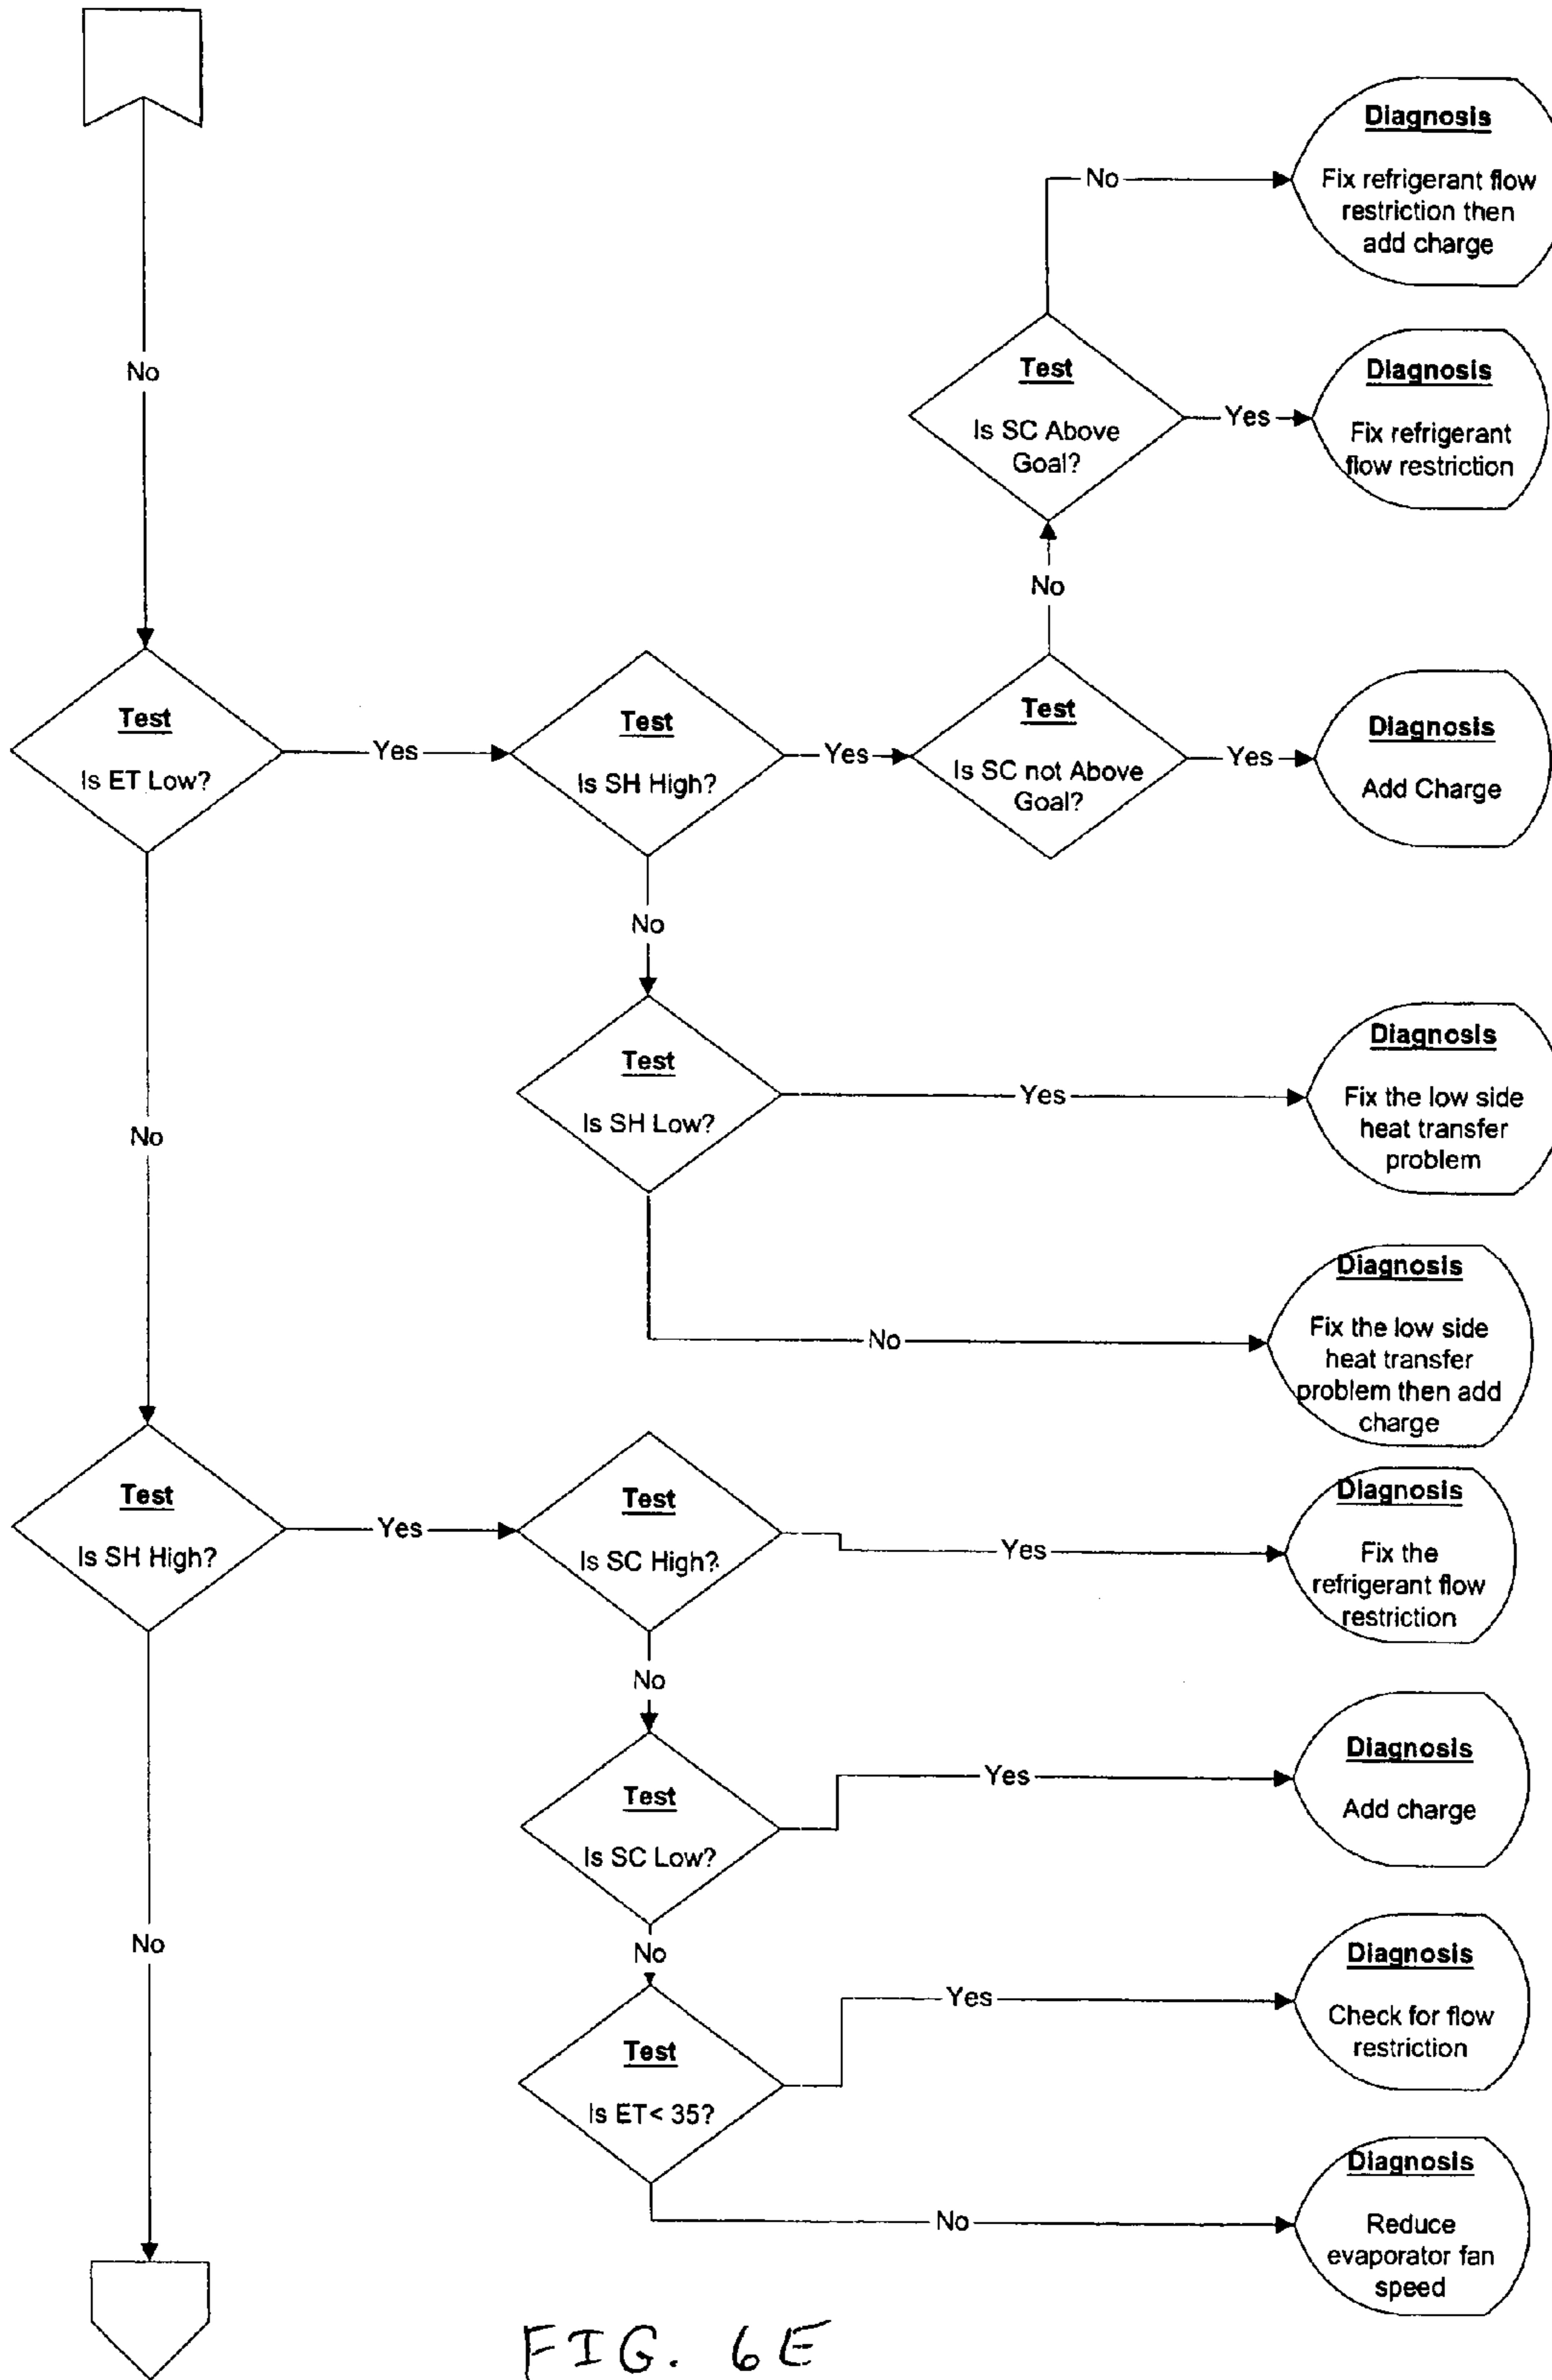 Diagnosis
Fix refrigerant flow
restriction then
add charge
No
Test
Is SC Above
Goal?
Yes
Diagnosis
Fix refrigerant
flow restriction
No
No
Test
Is ET Low?
Yes
Test
Is SH High?
Yes
Test
Is SC not Above
Goal?
Yes
Diagnosis
Add Charge
No
Test
Is SH Low?
Yes
Diagnosis
Fix the low side
heat transfer
problem
No
No
Diagnosis
Fix the low side
heat transfer
problem then add
charge
Test
Is SH High?
Yes
Test
Is SC High?
Yes
Diagnosis
Fix the
refrigerant flow
restriction
No
Test
Is SC Low?
Yes
Diagnosis
Add charge
No
No
Test
Is ET< 35?
Yes
Diagnosis
Check for flow
restriction
No
Diagnosis
Reduce
evaporator fan
speed
FIG. 6E